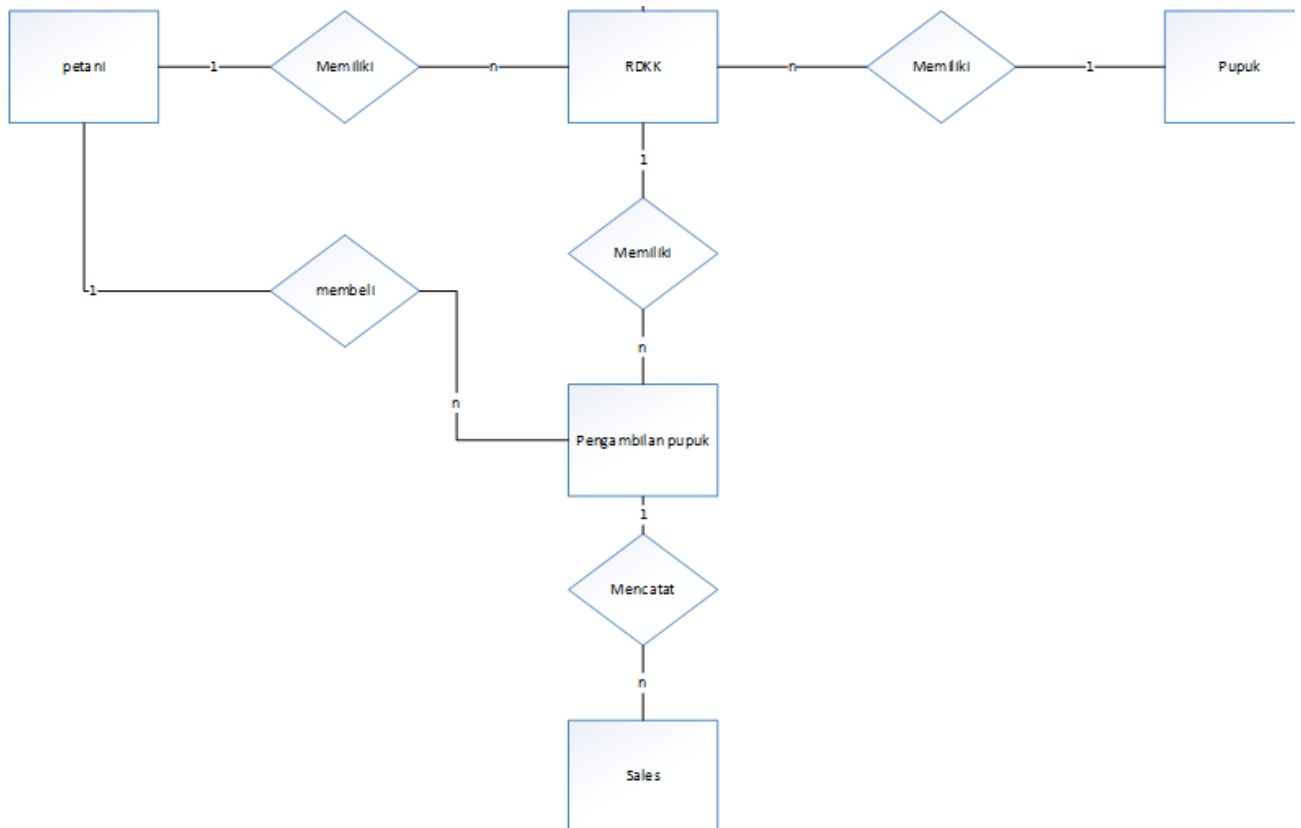 petani
1
Memiliki
n
RDKK
n
Memiliki
1
Pupuk
1
Memiliki
n
1
membeli
n
Pengambilan pupuk
1
Mencatat
n
Sales